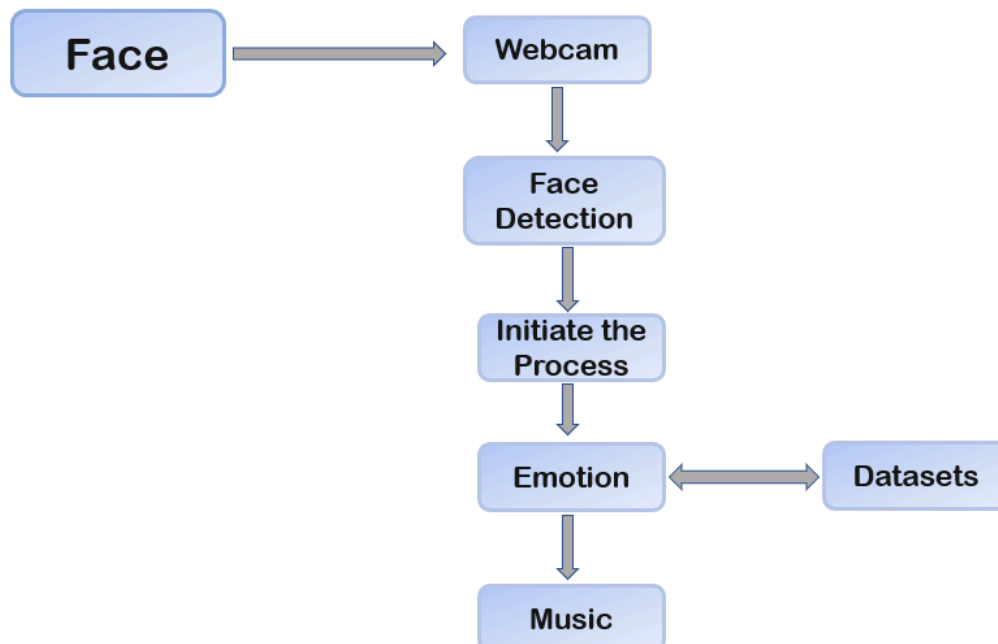 Face
Webcam
Face
Detection
Initiate the
Process
Emotion
Datasets
Music